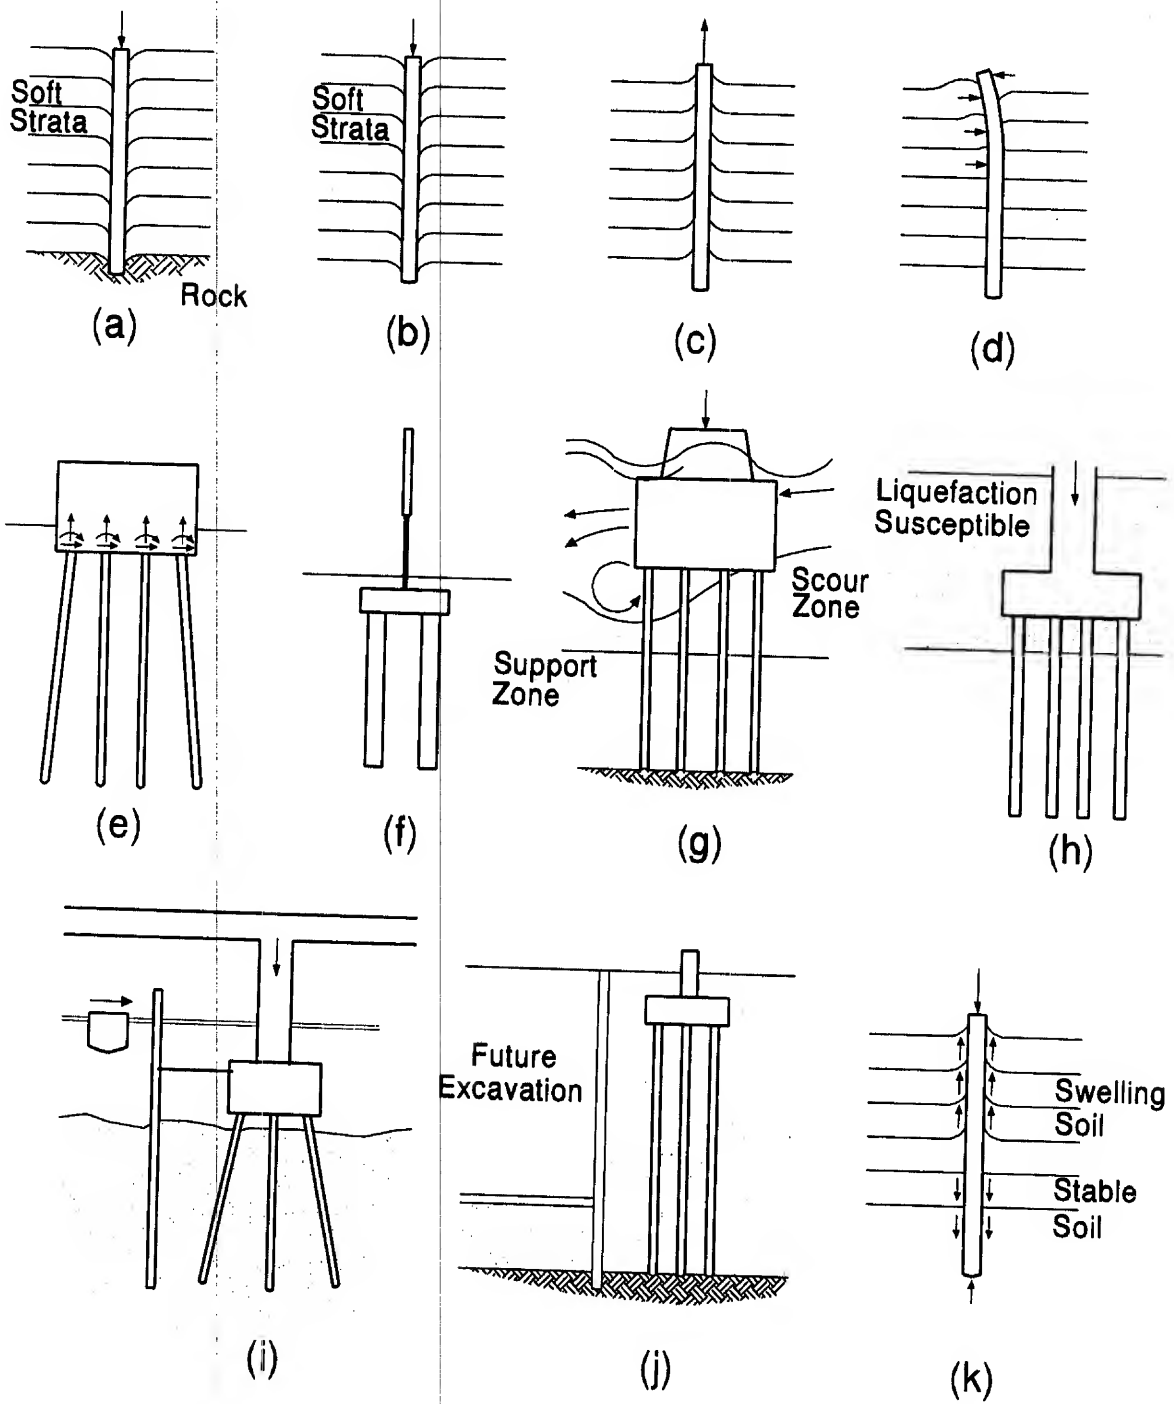 Soft
Strata
Rock
(a)
Soft
Strata
(b)
(c)
(d)
(e)
(f)
Scour
Zone
Support
Zone
(g)
Liquefaction
Susceptible
(h)
(i)
Future
Excavation
(j)
Swelling
Soil
Stable
Soil
(k)